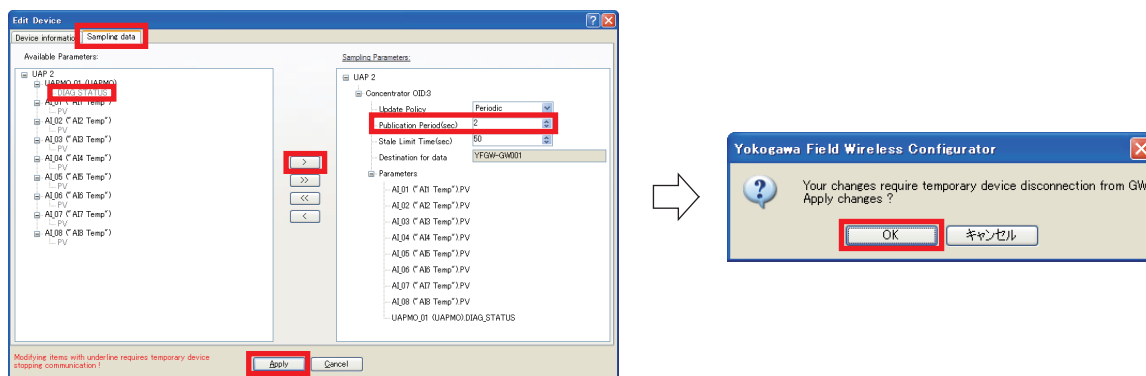 Edit Device
Device information
Sampling data
Available Parameters:
UAP 2
UAPMO_01 (UAPMO)
DIAG_STATUS
AI_01 ("AI1 Temp")
PV
AI_02 ("AI2 Temp")
PV
AI_03 ("AI3 Temp")
PV
AI_04 ("AI4 Temp")
PV
AI_05 ("AI5 Temp")
PV
AI_06 ("AI6 Temp")
PV
AI_07 ("AI7 Temp")
PV
AI_08 ("AI8 Temp")
PV
>
>>
<<
<
Sampling Parameters:
UAP 2
Concentrator OID:3
Update Policy Periodic
Publication Period(sec) 2
Stale Limit Time(sec) 50
Destination for data YFGW-GW001
Parameters
AI_01 ("AI1 Temp").PV
AI_02 ("AI2 Temp").PV
AI_03 ("AI3 Temp").PV
AI_04 ("AI4 Temp").PV
AI_05 ("AI5 Temp").PV
AI_06 ("AI6 Temp").PV
AI_07 ("AI7 Temp").PV
AI_08 ("AI8 Temp").PV
UAPMO_01 (UAPMO).DIAG_STATUS
Modifying items with underline requires temporary device
stopping communication !
Apply Cancel
Yokogawa Field Wireless Configurator
Your changes require temporary device disconnection from GW
Apply changes ?
OK キャンセル